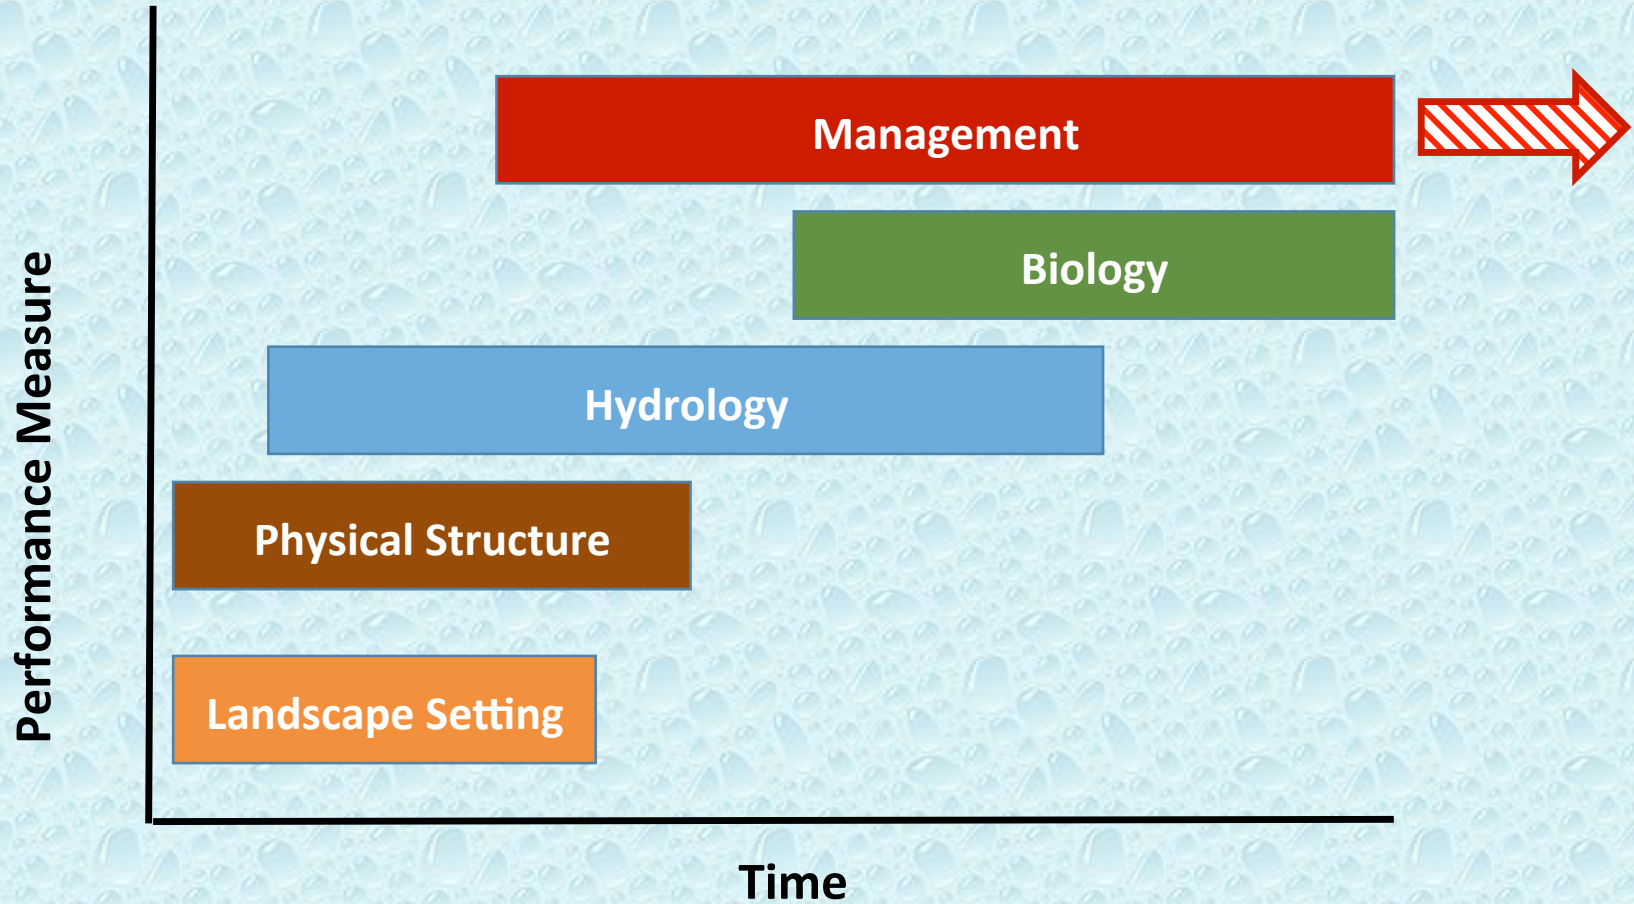 Management
Biology
Hydrology
Physical Structure
Landscape Setting
Performance Measure
Time